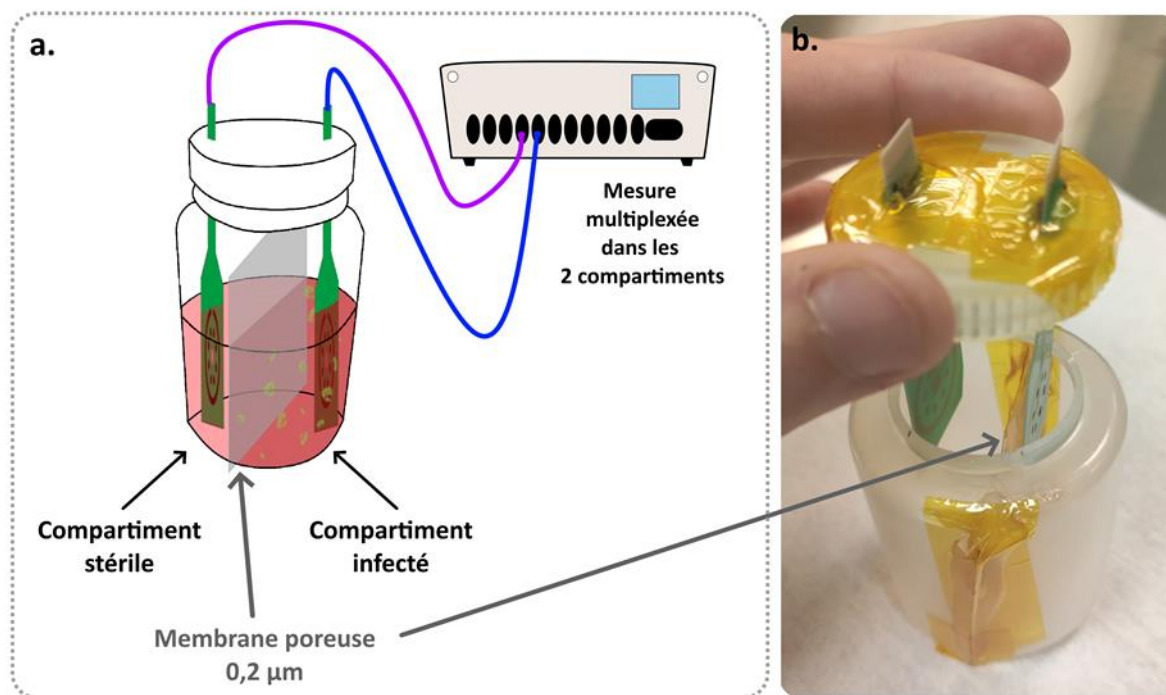 a.
b.
Mesure
multiplexée
dans les
2 compartiments
Compartiment
stérile
Compartiment
infecté
Membrane poreuse
0,2 µm